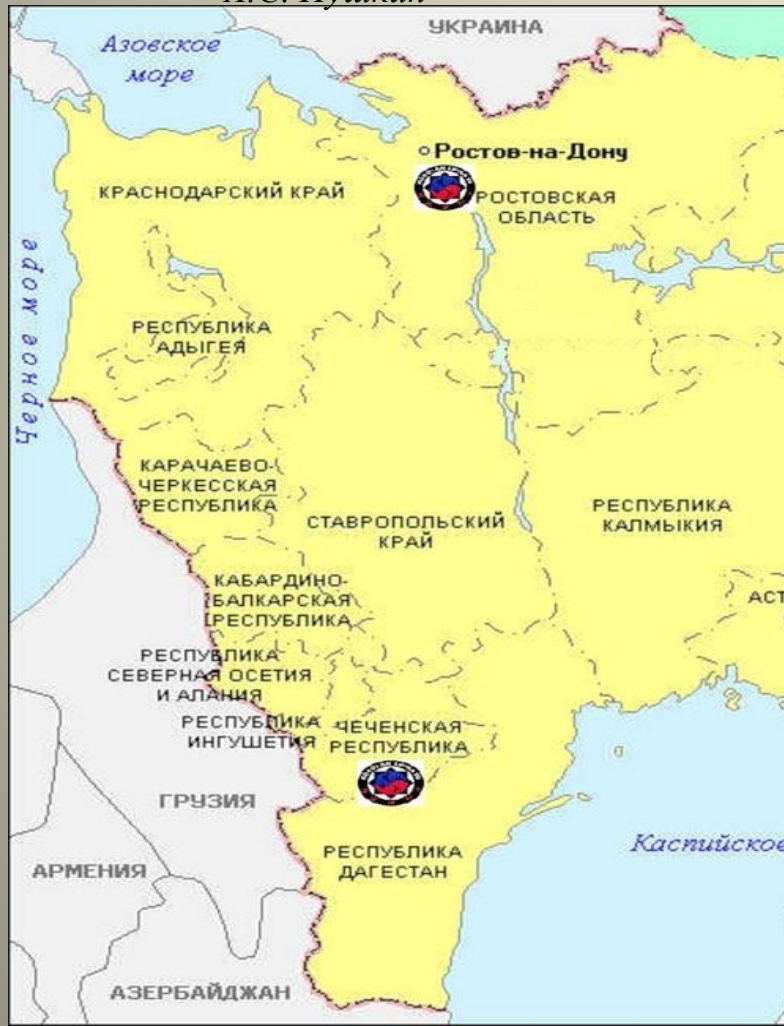 А.С. Пушкин
УКРАИНА
Азовское
море
Ростов-на-Дону
КРАСНОДАРСКИЙ КРАЙ
РОСТОВСКАЯ
ОБЛАСТЬ
Черное море
РЕСПУБЛИКА
АДЫГЕЯ
КАРАЧАЕВО-
ЧЕРКЕССКАЯ
РЕСПУБЛИКА
СТАВРОПОЛЬСКИЙ
КРАЙ
РЕСПУБЛИКА
КАЛМЫКИЯ
КАБАРДИНО-
БАЛКАРСКАЯ
РЕСПУБЛИКА
АСТ
РЕСПУБЛИКА
СЕВЕРНАЯ ОСЕТИЯ
И АЛАНИЯ
РЕСПУБЛИКА
ИНГУШЕТИЯ
ЧЕЧЕНСКАЯ
РЕСПУБЛИКА
ГРУЗИЯ
Каспийское
РЕСПУБЛИКА
ДАГЕСТАН
АРМЕНИЯ
АЗЕРБАЙДЖАН